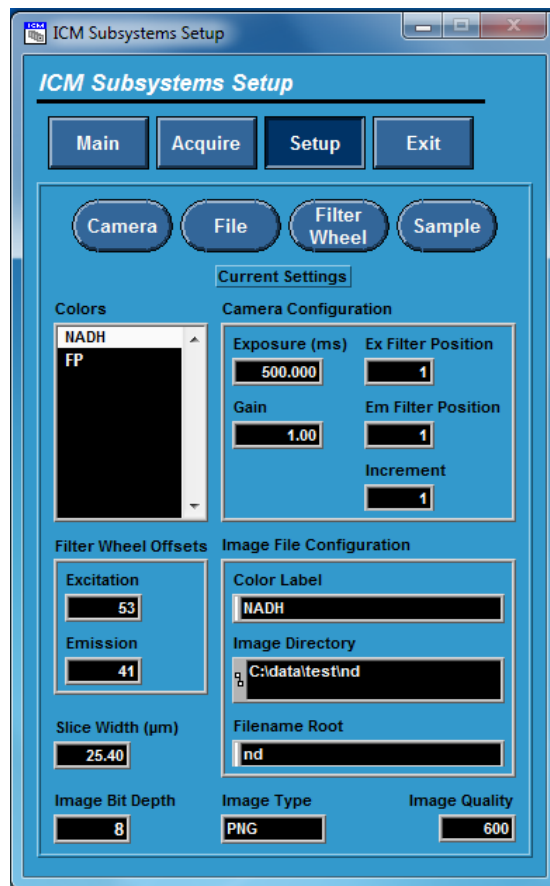 ICM Subsystems Setup
ICM Subsystems Setup
Main Acquire Setup Exit
Camera File Filter Wheel Sample
Current Settings
Colors
NADH
FP
Camera Configuration
Exposure (ms) Ex Filter Position
500.000 1
Gain Em Filter Position
1.00 1
Increment
1
Filter Wheel Offsets
Excitation
53
Emission
41
Image File Configuration
Color Label
NADH
Image Directory
C:\data\test\nd
Filename Root
nd
Slice Width (µm)
25.40
Image Bit Depth Image Type Image Quality
8 PNG 600